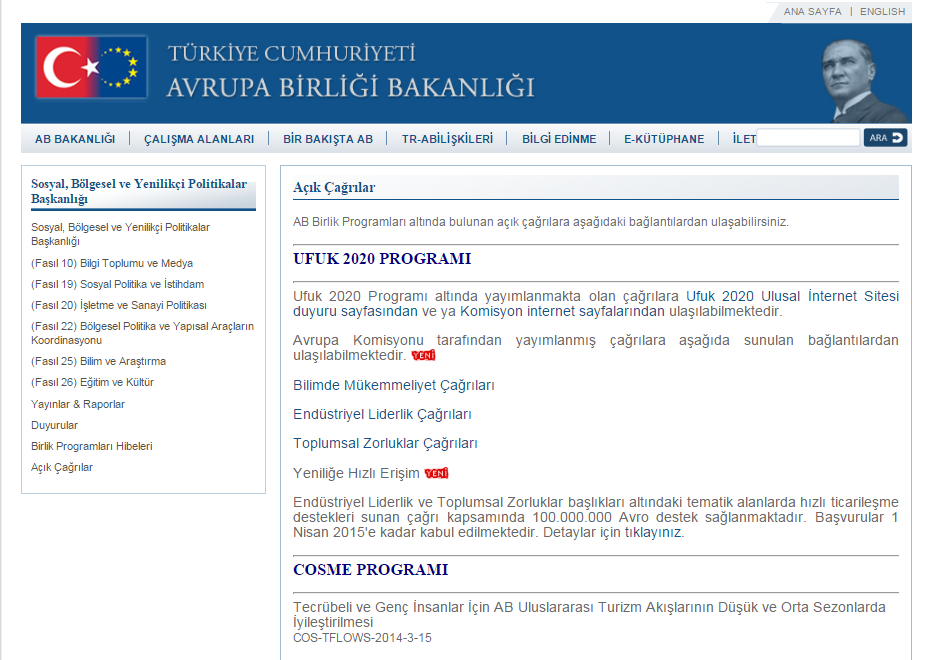 ANA SAYFA | ENGLISH
TÜRKİYE CUMHURİYETİ
AVRUPA BİRLİĞİ BAKANLIĞI
AB BAKANLIĞI | ÇALIŞMA ALANLARI | BİR BAKIŞTA AB | TR-ABİLİŞKİLERİ | BİLGİ EDİNME | E-KÜTÜPHANE | İLET ARA
Sosyal, Bölgesel ve Yenilikçi Politikalar
Başkanlığı
Sosyal, Bölgesel ve Yenilikçi Politikalar
Başkanlığı
(Fasıl 10) Bilgi Toplumu ve Medya
(Fasıl 19) Sosyal Politika ve İstihdam
(Fasıl 20) İşletme ve Sanayi Politikası
(Fasıl 22) Bölgesel Politika ve Yapısal Araçların
Koordinasyonu
(Fasıl 25) Bilim ve Araştırma
(Fasıl 26) Eğitim ve Kültür
Yayınlar & Raporlar
Duyurular
Birlik Programları Hibeleri
Açık Çağrılar
Açık Çağrılar
AB Birlik Programları altında bulunan açık çağrılara aşağıdaki bağlantılardan ulaşabilirsiniz.
UFUK 2020 PROGRAMI
Ufuk 2020 Programı altında yayımlanmakta olan çağrılara Ufuk 2020 Ulusal İnternet Sitesi
duyuru sayfasından ve ya Komisyon internet sayfalarından ulaşılabilmektedir.
Avrupa Komisyonu tarafından yayımlanmış çağrılara aşağıda sunulan bağlantılardan
ulaşılabilmektedir. YENİ
Bilimde Mükemmeliyet Çağrıları
Endüstriyel Liderlik Çağrıları
Toplumsal Zorluklar Çağrıları
Yeniliğe Hızlı Erişim YENİ
Endüstriyel Liderlik ve Toplumsal Zorluklar başlıkları altındaki tematik alanlarda hızlı ticarileşme
destekleri sunan çağrı kapsamında 100.000.000 Avro destek sağlanmaktadır. Başvurular 1
Nisan 2015'e kadar kabul edilmektedir. Detaylar için tıklayınız.
COSME PROGRAMI
Tecrübeli ve Genç İnsanlar İçin AB Uluslararası Turizm Akışlarının Düşük ve Orta Sezonlarda
İyileştirilmesi
COS-TFLOWS-2014-3-15